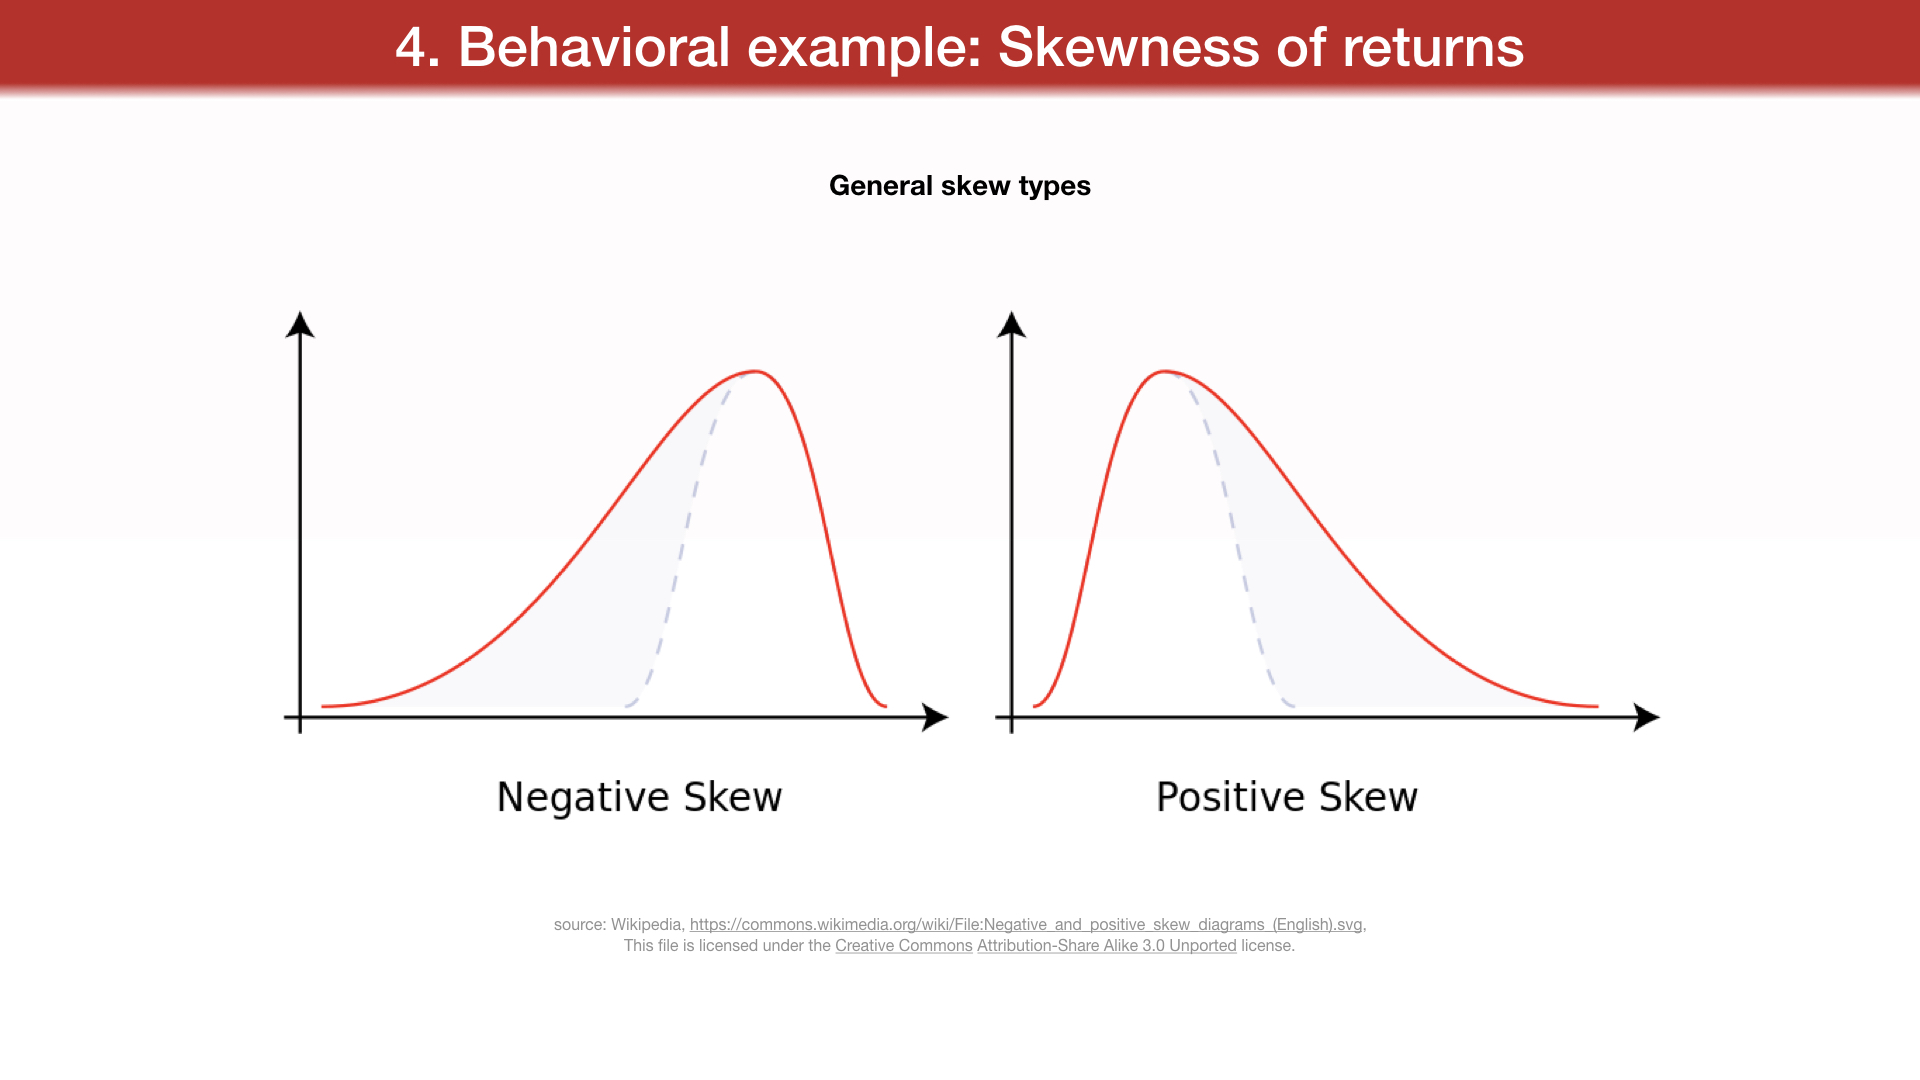 4. Behavioral example: Skewness of returns
General skew types
Negative Skew
Positive Skew
source: Wikipedia, https://commons.wikimedia.org/wiki/File:Negative_and_positive_skew_diagrams_(English).svg,
This file is licensed under the Creative Commons Attribution-Share Alike 3.0 Unported license.